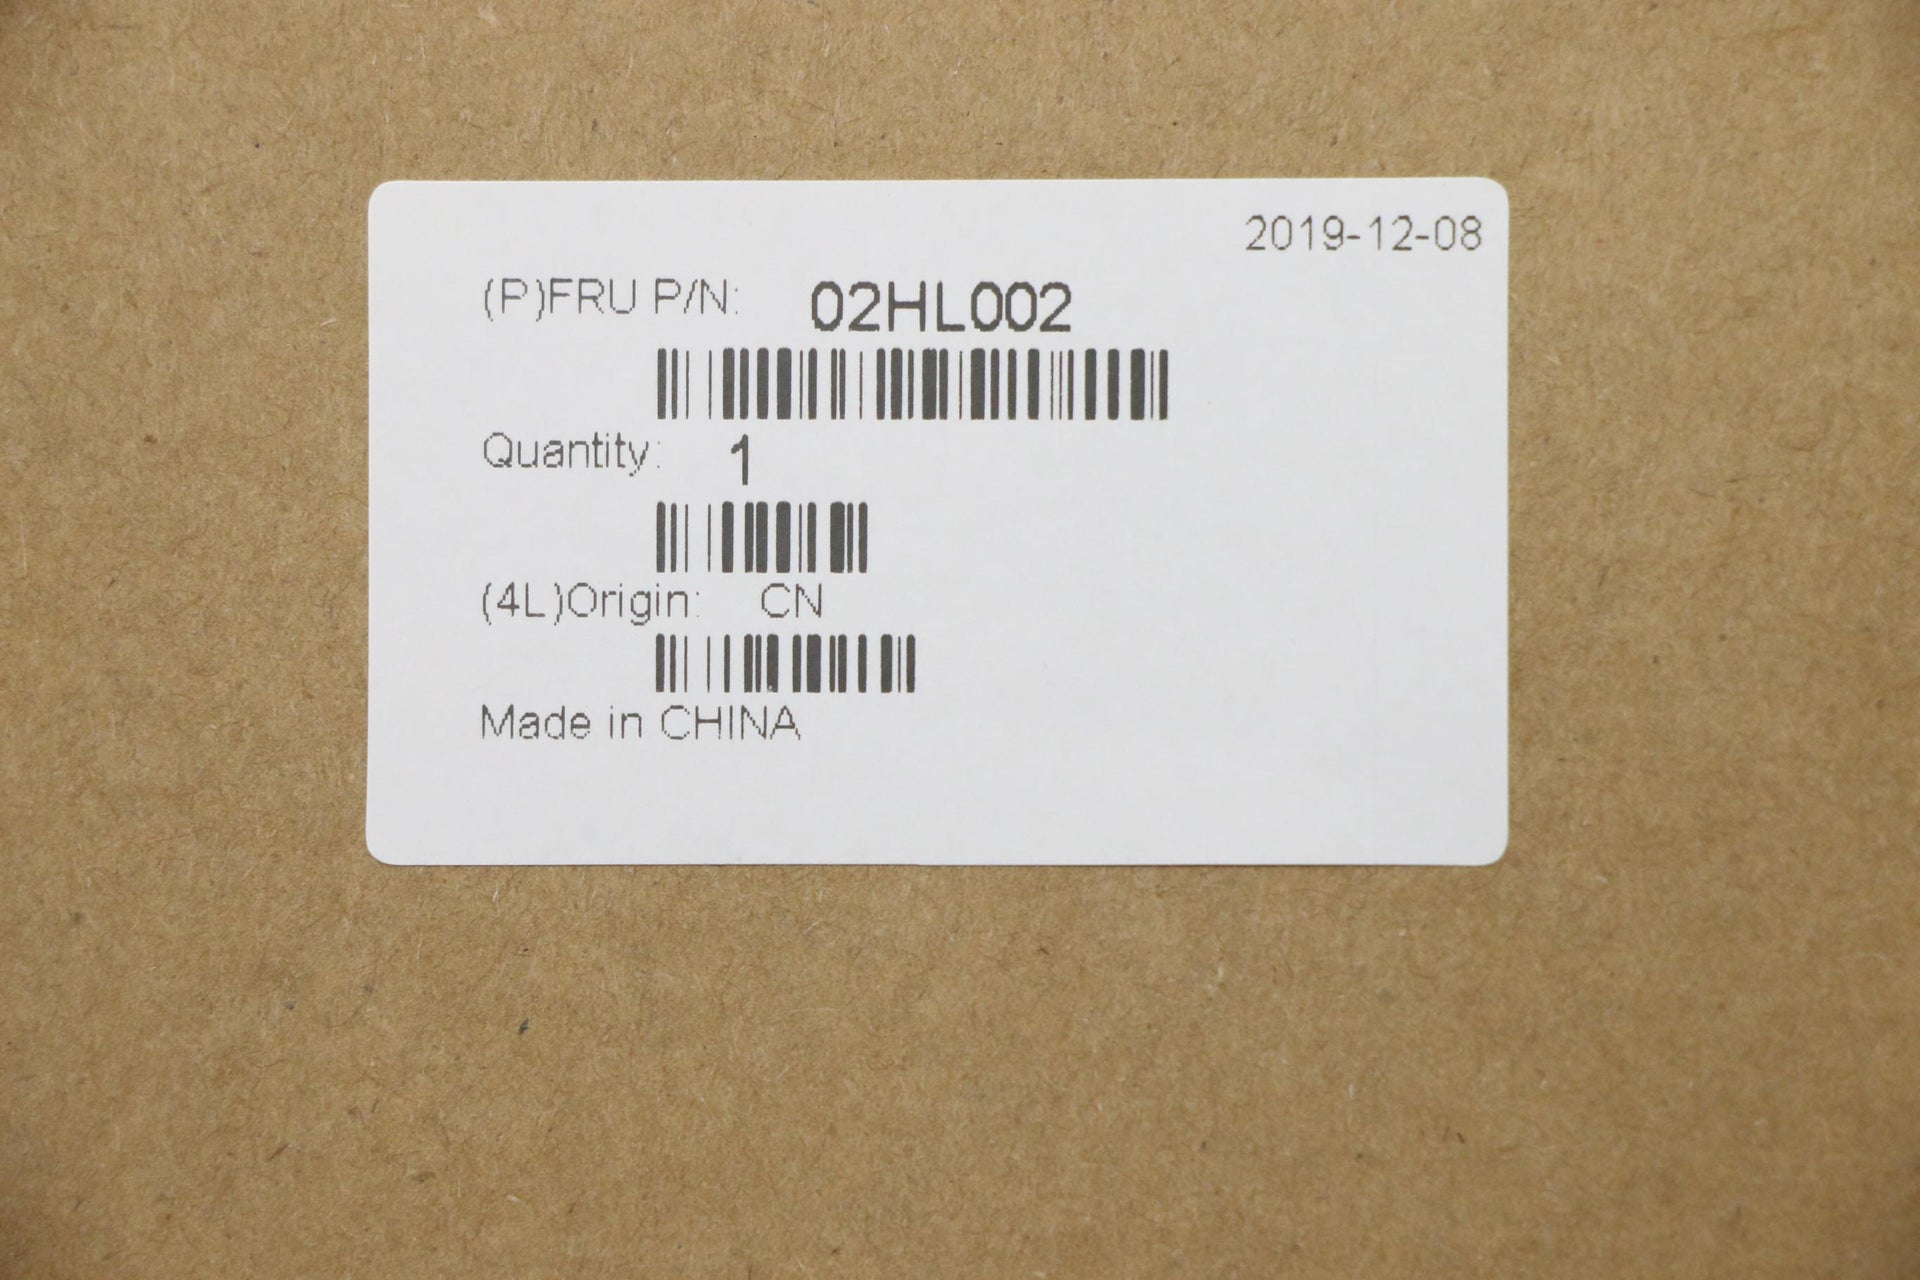 2019-12-08
(P)FRU P/N: 02HL002
Quantity: 1
(4L)Origin: CN
Made in CHINA